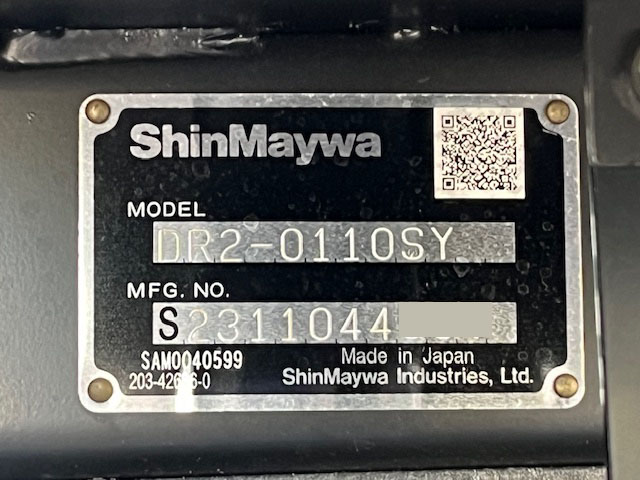 ShinMaywa
MODEL
DR2-0110SY
MFG. NO.
S2311044
SAM0040599
Made in Japan
ShinMaywa Industries, Ltd.